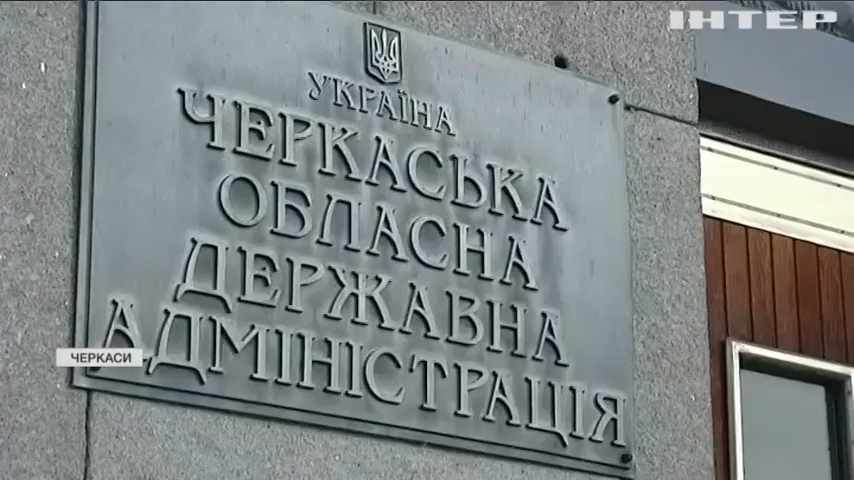 ІНТЕР
УКРАЇНА
ЧЕРКАСЬКА
ОБЛАСНА
ДЕРЖАВНА
АДМІНІСТРАЦІЯ
ЧЕРКАСИ